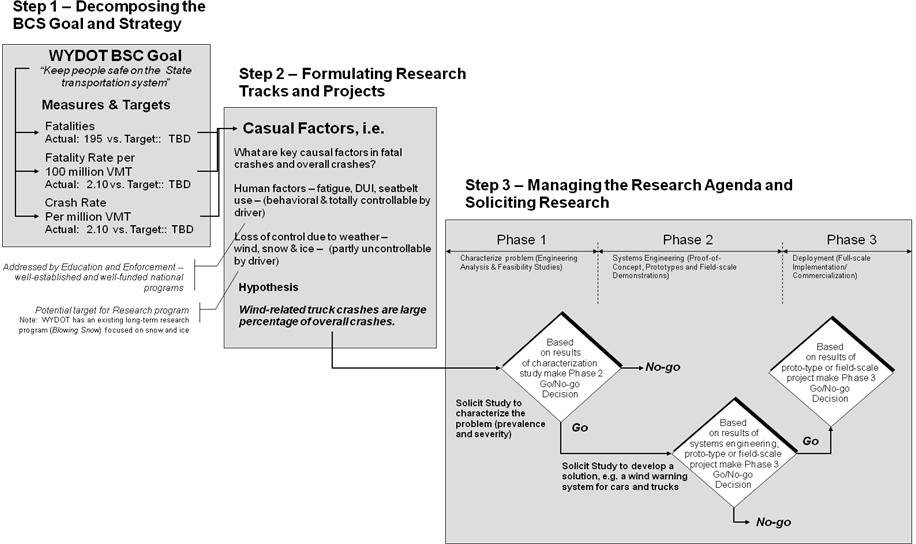 Step 1 – Decomposing the
BCS Goal and Strategy
WYDOT BSC Goal
“Keep people safe on the State
transportation system”
Measures & Targets
Fatalities
Actual: 195 vs. Target:: TBD
Fatality Rate per
100 million VMT
Actual: 2.10 vs. Target:: TBD
Crash Rate
Per million VMT
Actual: 2.10 vs. Target:: TBD
Addressed by Education and Enforcement --
well-established and well-funded national
programs
Potential target for Research program
Note: WYDOT has an existing long-term research
program (Blowing Snow) focused on snow and ice
Step 2 – Formulating Research
Tracks and Projects
Casual Factors, i.e.
What are key causal factors in fatal
crashes and overall crashes?
Human factors – fatigue, DUI, seatbelt
use – (behavioral & totally controllable by
driver)
Loss of control due to weather –
wind, snow & ice – (partly uncontrollable
by driver)
Hypothesis
Wind-related truck crashes are large
percentage of overall crashes.
Step 3 – Managing the Research Agenda and
Soliciting Research
Phase 1
Characterize problem (Engineering
Analysis & Feasibility Studies)
Phase 2
Systems Engineering (Proof-of-
Concept, Prototypes and Field-scale
Demonstrations)
Phase 3
Deployment (Full-scale
Implementation/
Commercialization)
Based
on results
of characterization
study make Phase 2
Go/No-go
Decision
No-go
Solicit Study to
characterize the
problem (prevalence
and severity)
Go
Solicit Study to develop a
solution, e.g. a wind warning
system for cars and trucks
Based
on results of
systems engineering,
proto-type or field-scale
project make Phase 3
Go/No-go
Decision
No-go
Go
Based
on results of
proto-type or field-scale
project make Phase 3
Go/No-go
Decision